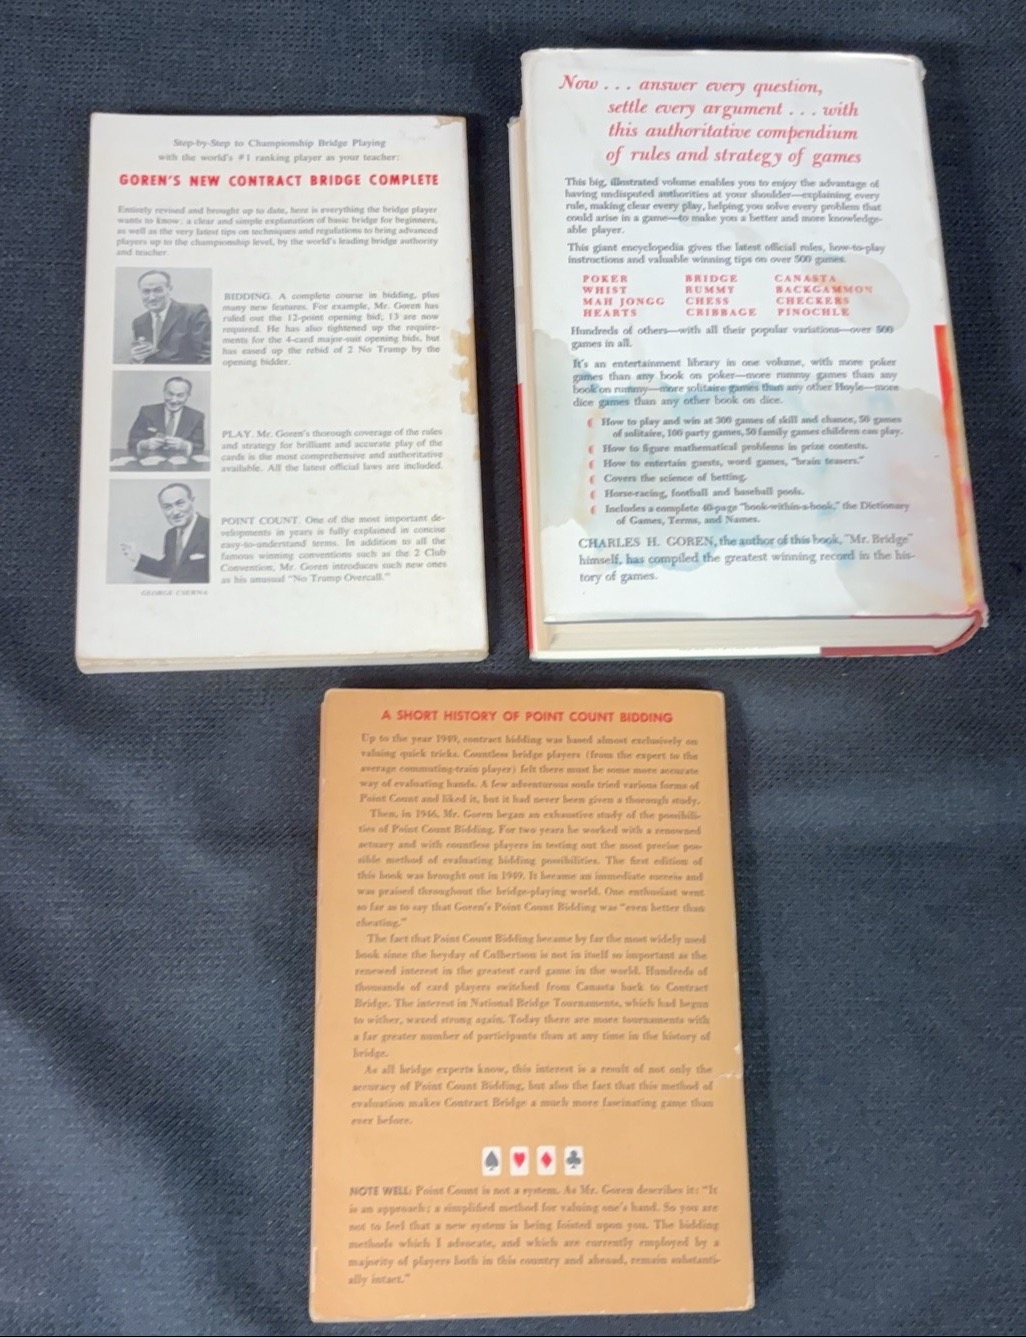 Step-by-Step to Championship Bridge Playing
with the world's #1 ranking player as your teacher:
GOREN'S NEW CONTRACT BRIDGE COMPLETE
Entirely revised and brought up to date, here is everything the bridge player
wants to know: a clear and simple explanation of basic bridge for beginners,
as well as the very latest tips on techniques and regulations to bring advanced
players up to the championship level, by the world's leading bridge authority
and teacher.
BIDDING. A complete course in bidding, plus
many new features. For example, Mr. Goren has
ruled out the 12-point opening bid; 13 are now
required. He has also tightened up the require-
ments for the 4-card major-suit opening bids, but
has eased up the rebid of 2 No Trump by the
opening bidder.
PLAY. Mr. Goren's thorough coverage of the rules
and strategy for brilliant and accurate play of the
cards is the most comprehensive and authoritative
available. All the latest official laws are included.
POINT COUNT. One of the most important de-
velopments in years is fully explained in concise
easy-to-understand terms. In addition to all the
famous winning conventions such as the 2 Club
Convention, Mr. Goren introduces such new ones
as his unusual "No Trump Overcall."
GEORGE CSERNA
Now . . . answer every question,
settle every argument . . . with
this authoritative compendium
of rules and strategy of games
This big, illustrated volume enables you to enjoy the advantage of
having undisputed authorities at your shoulder—explaining every
rule, making clear every play, helping you solve every problem that
could arise in a game—to make you a better and more knowledge-
able player.
This giant encyclopedia gives the latest official rules, how-to-play
instructions and valuable winning tips on over 500 games.
POKER BRIDGE CANASTA
WHIST RUMMY BACKGAMMON
MAH JONGG CHESS CHECKERS
HEARTS CRIBBAGE PINOCHLE
Hundreds of others—with all their popular variations—over 500
games in all.
It's an entertainment library in one volume, with more poker
games than any book on poker—more rummy games than any
book on rummy—more solitaire games than any other Hoyle—more
dice games than any other book on dice.
How to play and win at 300 games of skill and chance, 50 games
of solitaire, 100 party games, 50 family games children can play.
How to figure mathematical problems in prize contests.
How to entertain guests, word games, "brain teasers."
Covers the science of betting.
Horse-racing, football and baseball pools.
Includes a complete 40-page "book-within-a-book," the Dictionary
of Games, Terms, and Names.
CHARLES H. GOREN, the author of this book, "Mr. Bridge"
himself, has compiled the greatest winning record in the his-
tory of games.
A SHORT HISTORY OF POINT COUNT BIDDING
Up to the year 1949, contract bidding was based almost exclusively on
valuing quick tricks. Countless bridge players (from the expert to the
average commuting-train player) felt there must be some more accurate
way of evaluating hands. A few adventurous souls tried various forms of
Point Count and liked it, but it had never been given a thorough study.
Then, in 1946, Mr. Goren began an exhaustive study of the possibili-
ties of Point Count Bidding. For two years he worked with a renowned
actuary and with countless players in testing out the most precise pos-
sible method of evaluating bidding possibilities. The first edition of
this book was brought out in 1949. It became an immediate success and
was praised throughout the bridge-playing world. One enthusiast went
so far as to say that Goren's Point Count Bidding was "even better than
cheating."
The fact that Point Count Bidding became by far the most widely used
book since the heyday of Culbertson is not in itself so important as the
renewed interest in the greatest card game in the world. Hundreds of
thousands of card players switched from Canasta back to Contract
Bridge. The interest in National Bridge Tournaments, which had begun
to wither, waxed strong again. Today there are more tournaments with
a far greater number of participants than at any time in the history of
bridge.
As all bridge experts know, this interest is a result of not only the
accuracy of Point Count Bidding, but also the fact that this method of
evaluation makes Contract Bridge a much more fascinating game than
ever before.
NOTE WELL: Point Count is not a system. As Mr. Goren describes it: "It
is an approach; a simplified method for valuing one's hand. So you are
not to feel that a new system is being foisted upon you. The bidding
methods which I advocate, and which are currently employed by a
majority of players both in this country and abroad, remain substanti-
ally intact."